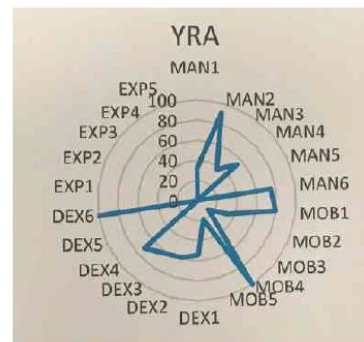 YRA
MAN1
MAN2
MAN3
MAN4
MAN5
MAN6
MOB1
MOB2
MOB3
MOB4
MOB5
DEX1
DEX2
DEX3
DEX4
DEX5
DEX6
EXP1
EXP2
EXP3
EXP4
EXP5
100
80
60
40
20
0